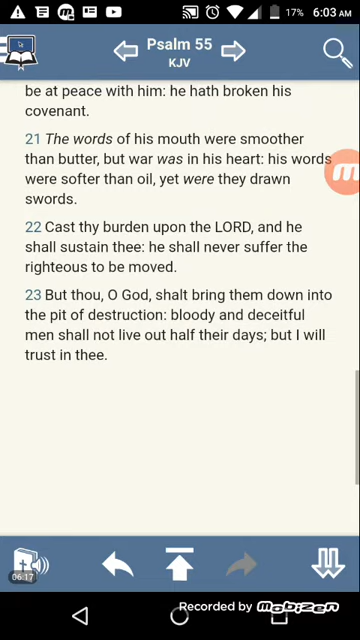 17% 6:03 AM
Psalm 55
KJV
be at peace with him: he hath broken his
covenant.
21 The words of his mouth were smoother
than butter, but war was in his heart: his words
were softer than oil, yet were they drawn
swords.
22 Cast thy burden upon the LORD, and he
shall sustain thee: he shall never suffer the
righteous to be moved.
23 But thou, O God, shalt bring them down into
the pit of destruction: bloody and deceitful
men shall not live out half their days; but I will
trust in thee.
06:17
Recorded by mobizen